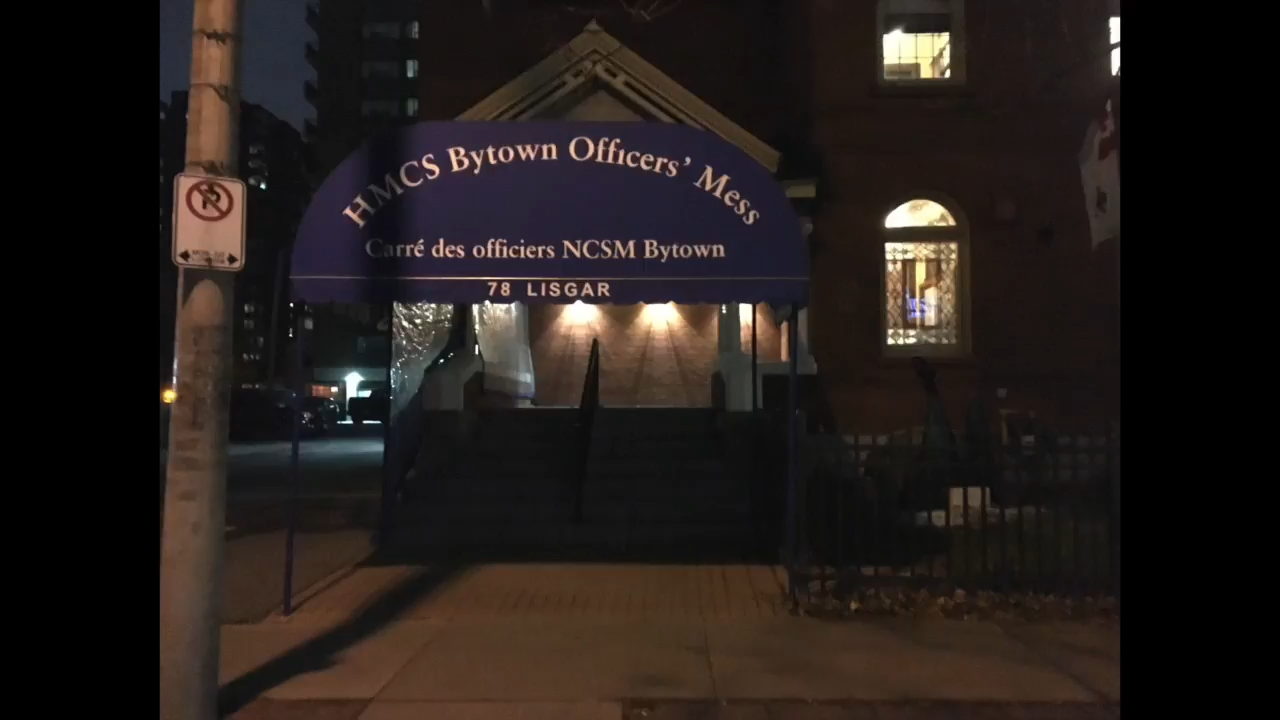 HMCS Bytown Officers' Mess
Carré des officiers NCSM Bytown
78 LISGAR